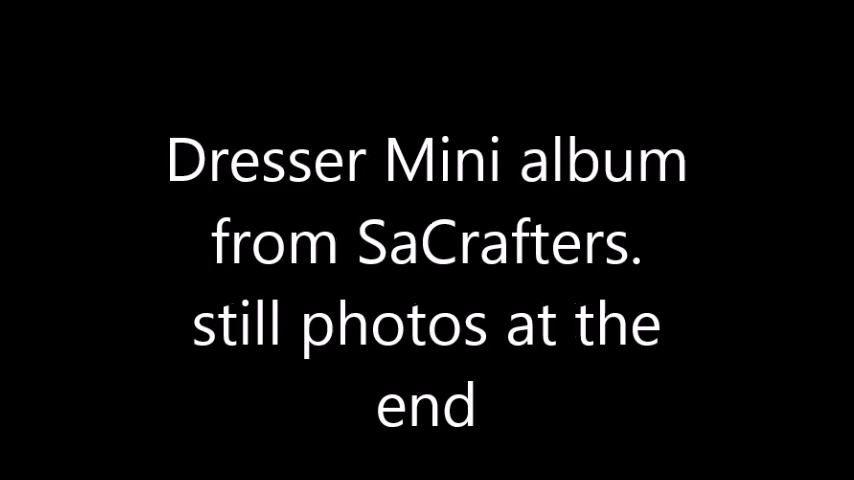 Dresser Mini album
from SaCrafters.
still photos at the
end